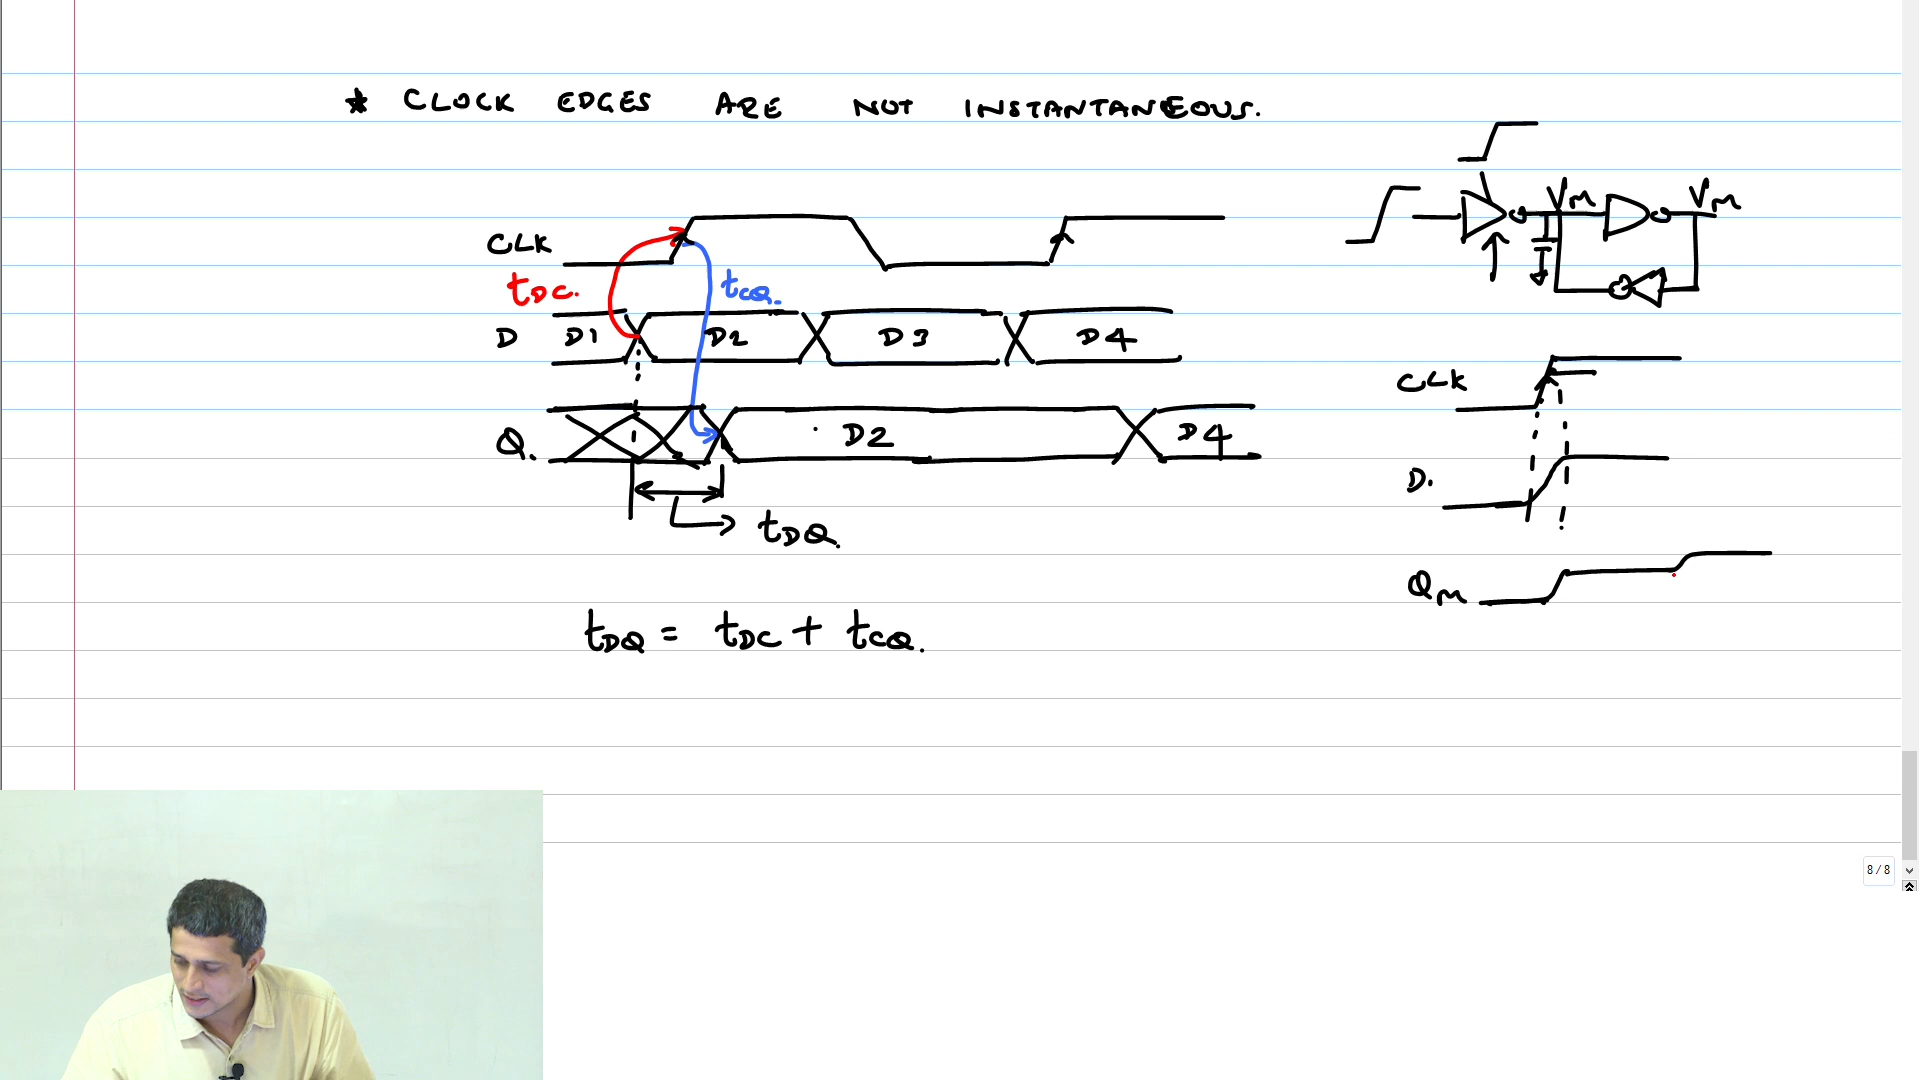 * CLOCK EDGES ARE NOT INSTANTANEOUS.
VM VM
CLK
tDC. tCQ.
D D1 D2 D3 D4
CLK
Q. D2 D4
D.
tDQ.
QM
tDQ = tDC + tCQ.
8/8